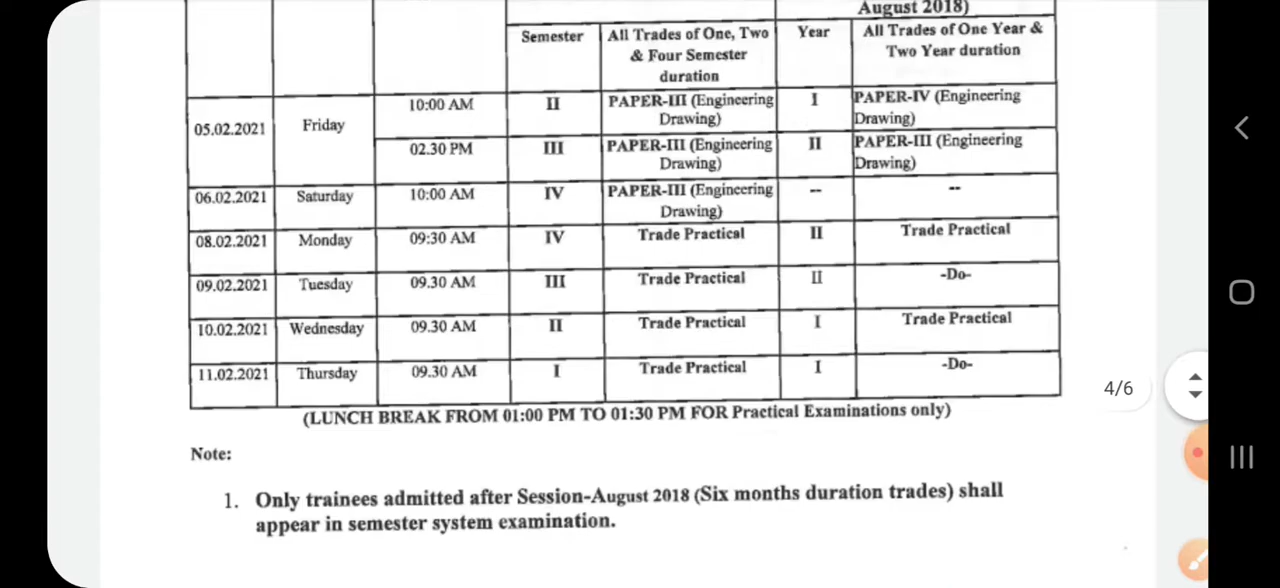 August 2018)
Semester
All Trades of One, Two
& Four Semester
duration
Year
All Trades of One Year &
Two Year duration
05.02.2021
Friday
10:00 AM
II
PAPER-III (Engineering
Drawing)
I
PAPER-IV (Engineering
Drawing)
02.30 PM
III
PAPER-III (Engineering
Drawing)
II
PAPER-III (Engineering
Drawing)
06.02.2021
Saturday
10:00 AM
IV
PAPER-III (Engineering
Drawing)
--
--
08.02.2021
Monday
09:30 AM
IV
Trade Practical
II
Trade Practical
09.02.2021
Tuesday
09.30 AM
III
Trade Practical
II
-Do-
10.02.2021
Wednesday
09.30 AM
II
Trade Practical
I
Trade Practical
11.02.2021
Thursday
09.30 AM
I
Trade Practical
I
-Do-
(LUNCH BREAK FROM 01:00 PM TO 01:30 PM FOR Practical Examinations only)
4/6
Note:
1. Only trainees admitted after Session-August 2018 (Six months duration trades) shall
appear in semester system examination.